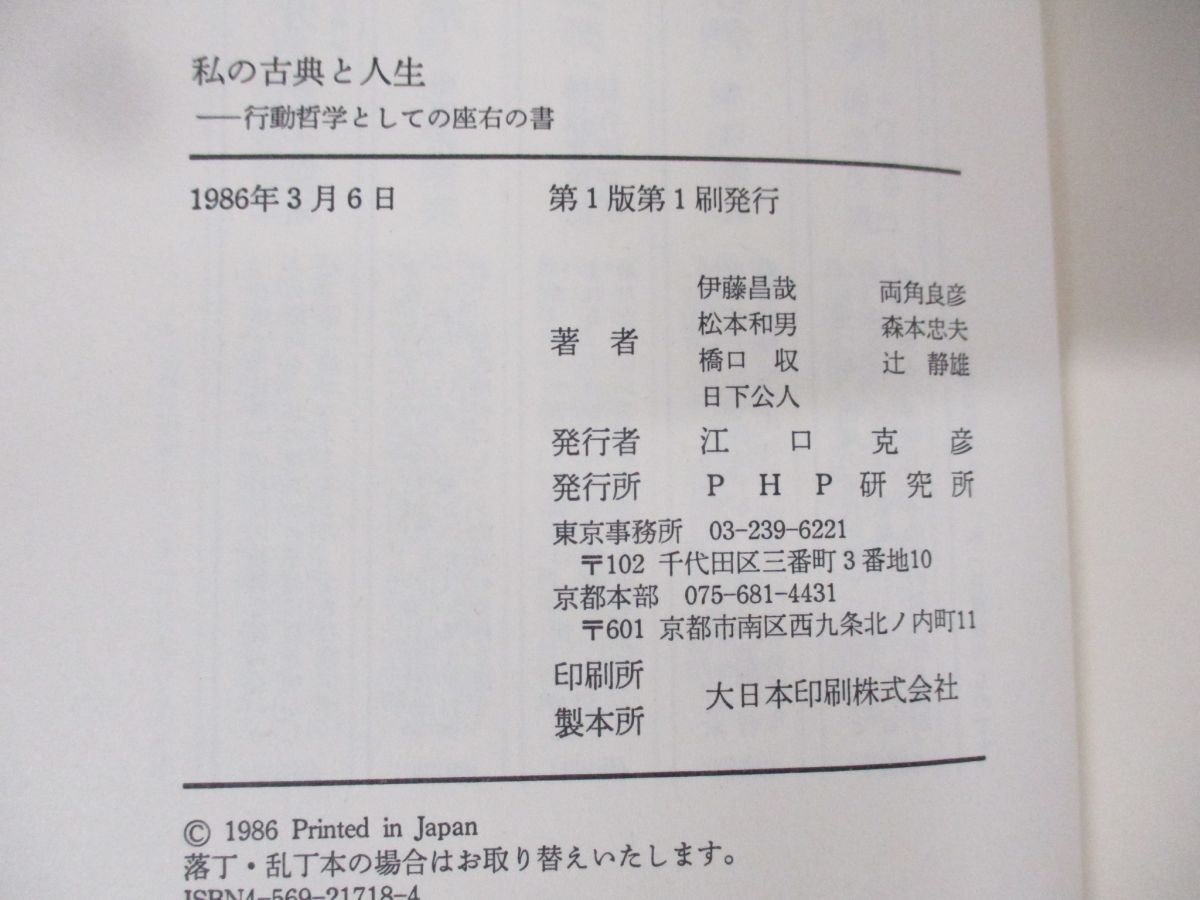 私の古典と人生
――行動哲学としての座右の書
1986年3月6日　第1版第1刷発行
著　者
伊藤昌哉　両角良彦
松本和男　森本忠夫
橋口　収　辻　静雄
日下公人
発行者　江口克彦
発行所　PHP研究所
東京事務所　03-239-6221
〒102 千代田区三番町3番地10
京都本部　075-681-4431
〒601 京都市南区西九条北ノ内町11
印刷所
製本所
大日本印刷株式会社
© 1986 Printed in Japan
落丁・乱丁本の場合はお取り替えいたします。
ISBN4-569-21718-4